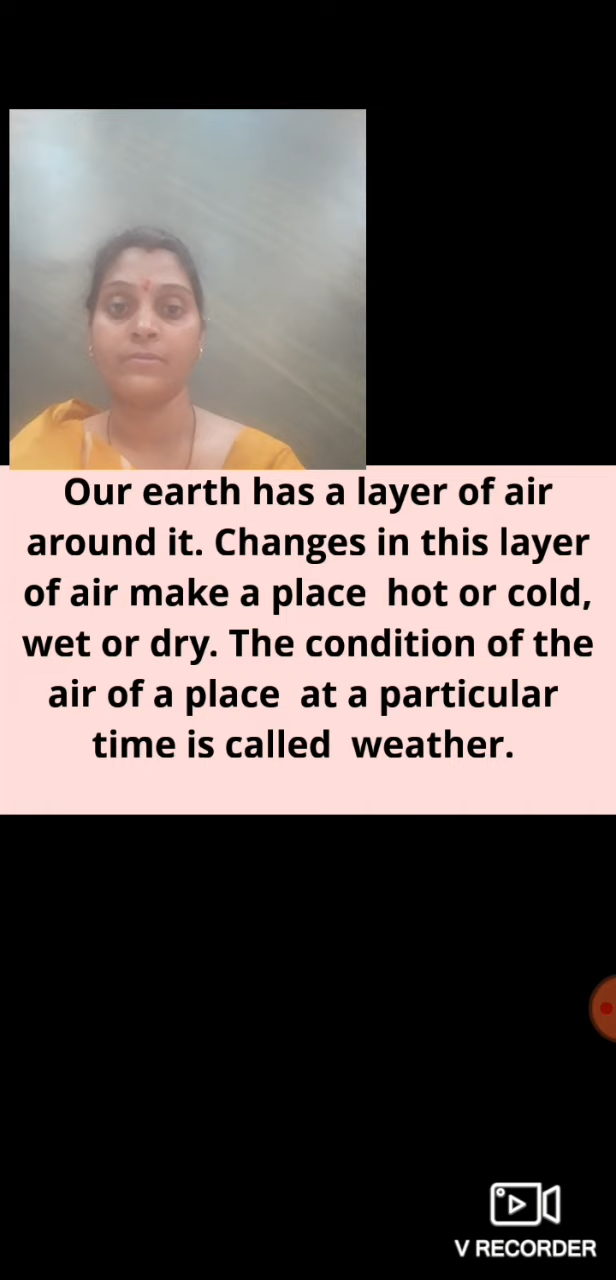 Our earth has a layer of air
around it. Changes in this layer
of air make a place hot or cold,
wet or dry. The condition of the
air of a place at a particular
time is called weather.
V RECORDER